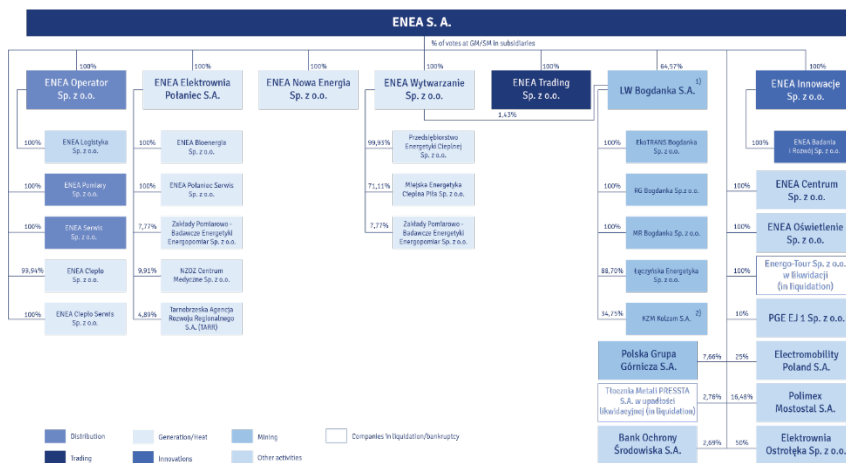 ENEA S. A.
% of votes at GM/SM in subsidiaries
100%
100%
100%
100%
100%
64,57%
100%
ENEA Operator
Sp. z o.o.
ENEA Elektrownia
Połaniec S.A.
ENEA Nowa Energia
Sp. z o.o.
ENEA Wytwarzanie
Sp. z o.o.
ENEA Trading
Sp. z o.o.
1)
LW Bogdanka S.A.
ENEA Innowacje
Sp. z o.o.
1,43%
100%
ENEA Logistyka
Sp. z o.o.
100%
ENEA Pomiary
Sp. z o.o.
100%
ENEA Serwis
Sp. z o.o.
99,94%
ENEA Ciepło
Sp. z o.o.
100%
ENEA Ciepło Serwis
Sp. z o.o.
100%
ENEA Bioenergia
Sp. z o.o.
100%
ENEA Połaniec Serwis
Sp. z o.o.
7,77%
Zakłady Pomiarowo -
Badawcze Energetyki
Energopomiar Sp. z o.o.
9,91%
NZOZ Centrum
Medyczne Sp. z o.o.
4,89%
Tarnobrzeska Agencja
Rozwoju Regionalnego
S.A. (TARR)
99,93%
Przedsiębiorstwo
Energetyki Cieplnej
Sp. z o.o.
71,11%
Miejska Energetyka
Cieplna Piła Sp. z o.o.
7,77%
Zakłady Pomiarowo -
Badawcze Energetyki
Energopomiar Sp. z o.o.
100%
EkoTRANS Bogdanka
Sp. z o.o.
100%
RG Bogdanka Sp.z o.o.
100%
MR Bogdanka Sp. z o.o.
88,70%
Łęczyńska Energetyka
Sp. z o.o.
34,75%
KZM Kolzam S.A.
2)
100%
ENEA Badania
i Rozwój Sp. z o.o.
100%
ENEA Centrum
Sp. z o.o.
100%
ENEA Oświetlenie
Sp. z o.o.
100%
Energo-Tour Sp. z o.o.
w likwidacji
(in liquidation)
10%
PGE EJ 1 Sp. z o.o.
Polska Grupa
Górnicza S.A.
7,66%
25%
Electromobility
Poland S.A.
Tłocznia Metali PRESSTA
S.A. w upadłości
likwidacyjnej (in liquidation)
2,76%
16,48%
Polimex
Mostostal S.A.
Bank Ochrony
Środowiska S.A.
2,69%
50%
Elektrownia
Ostrołęka Sp. z o.o.
Distribution
Generation/Heat
Mining
Companies in liquidation/bankruptcy
Trading
Innovations
Other activities